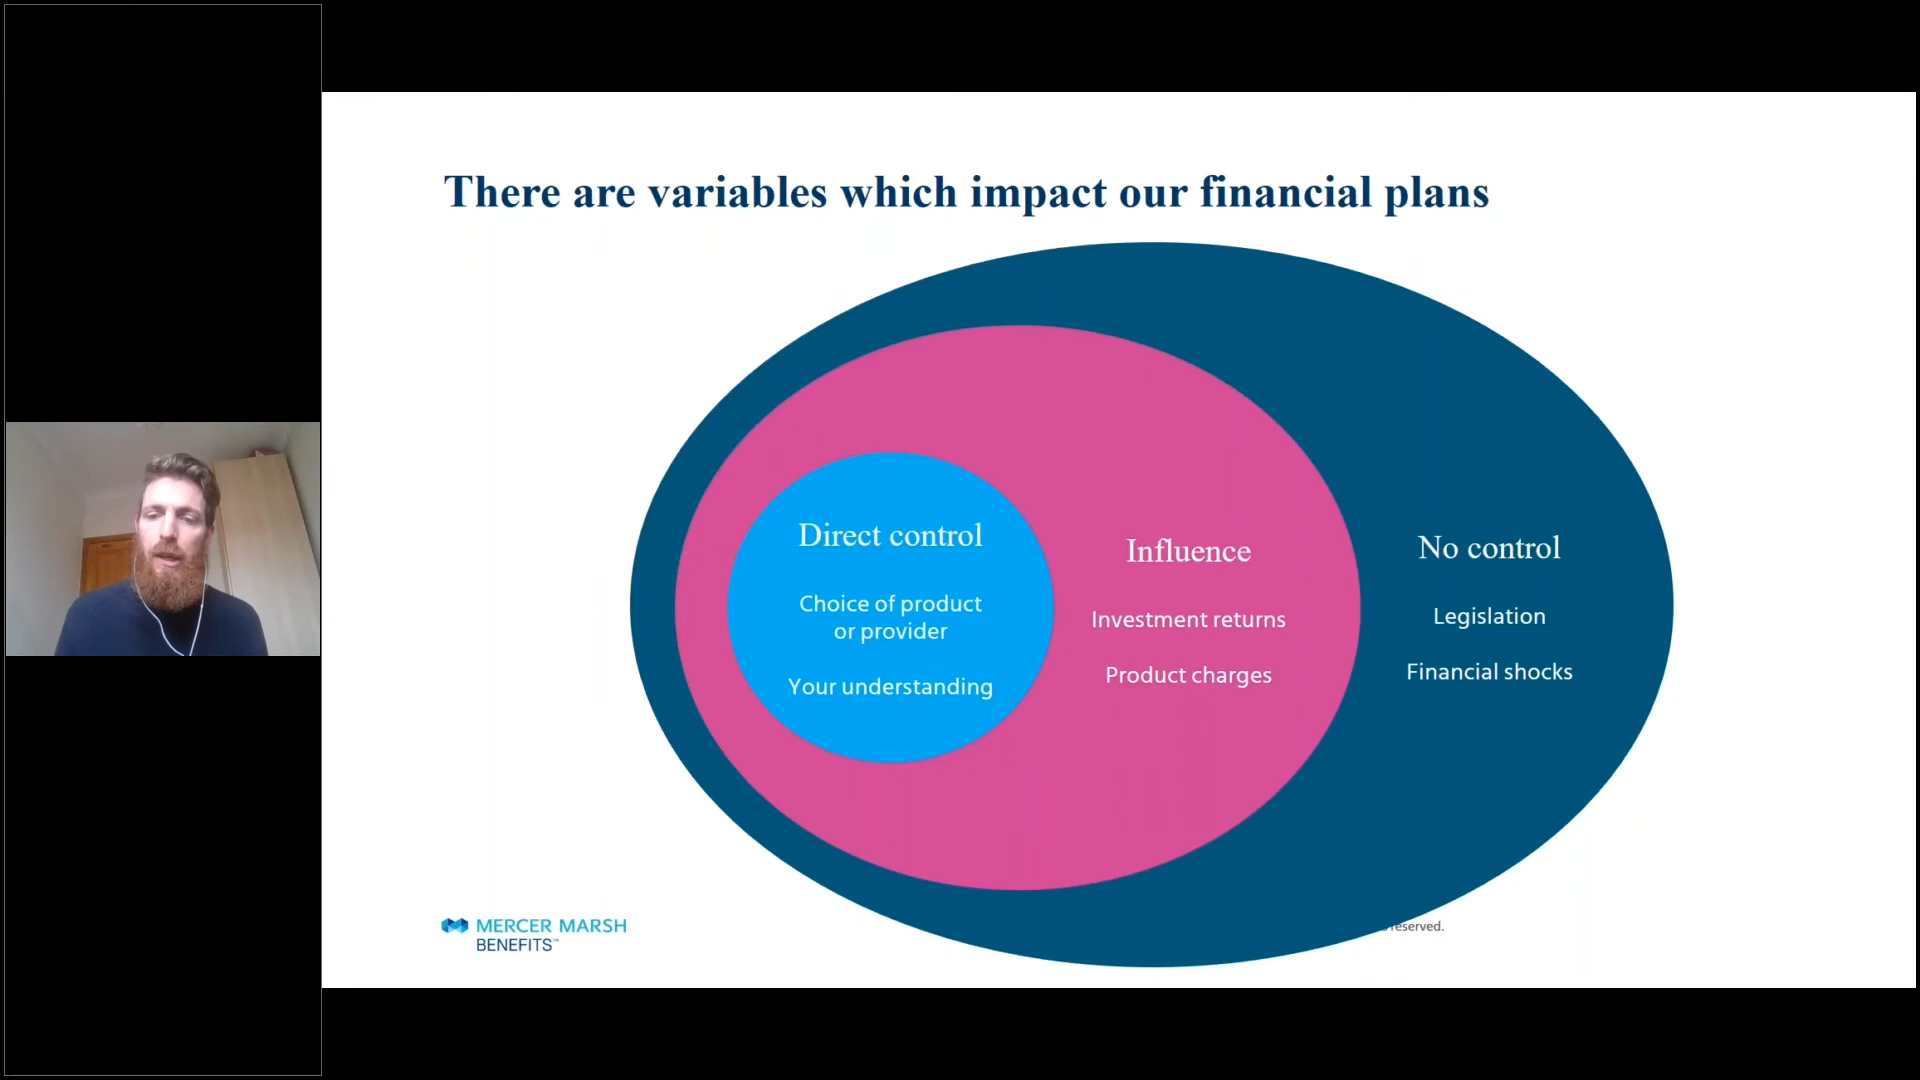 There are variables which impact our financial plans
Direct control
Choice of product
or provider
Your understanding
Influence
Investment returns
Product charges
No control
Legislation
Financial shocks
MERCER MARSH
BENEFITS™
reserved.